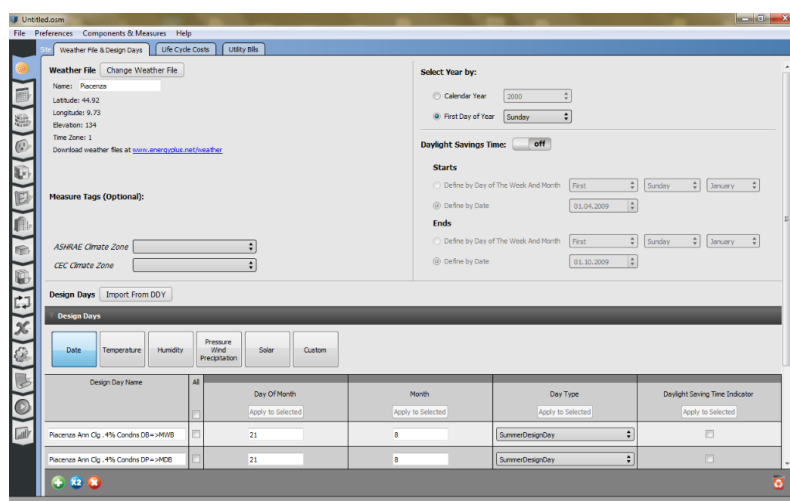 Untitled.osm
File Preferences Components & Measures Help
Site Weather File & Design Days Life Cycle Costs Utility Bills
Weather File Change Weather File
Name: Piacenza
Latitude: 44.92
Longitude: 9.73
Elevation: 134
Time Zone: 1
Download weather files at www.energyplus.net/weather
Measure Tags (Optional):
ASHRAE Climate Zone
CEC Climate Zone
Select Year by:
Calendar Year 2000
First Day of Year Sunday
Daylight Savings Time: off
Starts
Define by Day of The Week And Month First Sunday January
Define by Date 01.04.2009
Ends
Define by Day of The Week And Month First Sunday January
Define by Date 01.10.2009
Design Days Import From DDY
Design Days
Date Temperature Humidity Pressure Wind Precipitation Solar Custom
Design Day Name All Day Of Month Month Day Type Daylight Saving Time Indicator
Apply to Selected Apply to Selected Apply to Selected Apply to Selected
Piacenza Ann Clg .4% Condns DB=>MWB 21 8 SummerDesignDay
Piacenza Ann Clg .4% Condns DP=>MDB 21 8 SummerDesignDay
x2